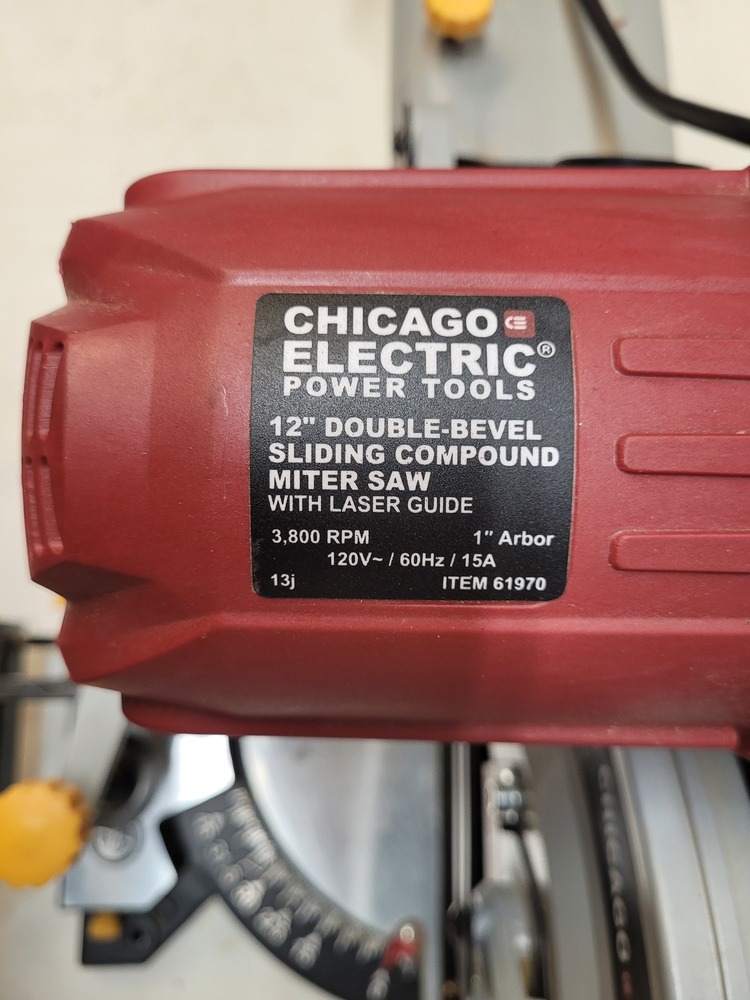 CHICAGO
ELECTRIC®
POWER TOOLS
12" DOUBLE-BEVEL
SLIDING COMPOUND
MITER SAW
WITH LASER GUIDE
3,800 RPM 1" Arbor
120V~ / 60Hz / 15A
13j ITEM 61970
CHICAGO